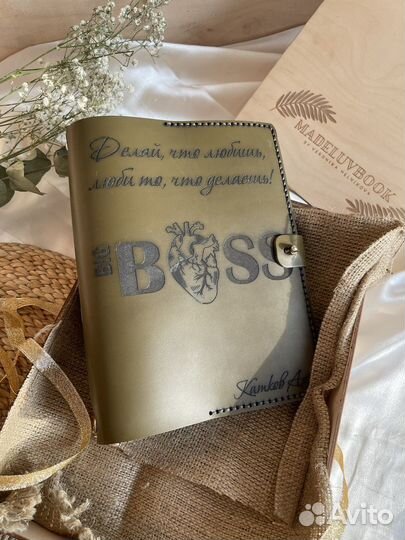 Делай, что любишь,
люби то, что делаешь!
BIG
BOSS
Катков А.
MADELUVBOOK
Avito